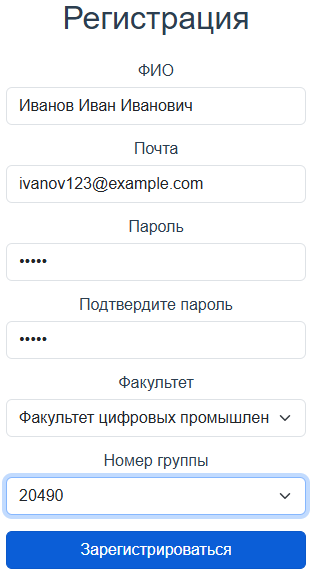 Регистрация
ФИО
Иванов Иван Иванович
Почта
ivanov123@example.com
Пароль
•••••
Подтвердите пароль
•••••
Факультет
Факультет цифровых промышлен
Номер группы
20490
Зарегистрироваться